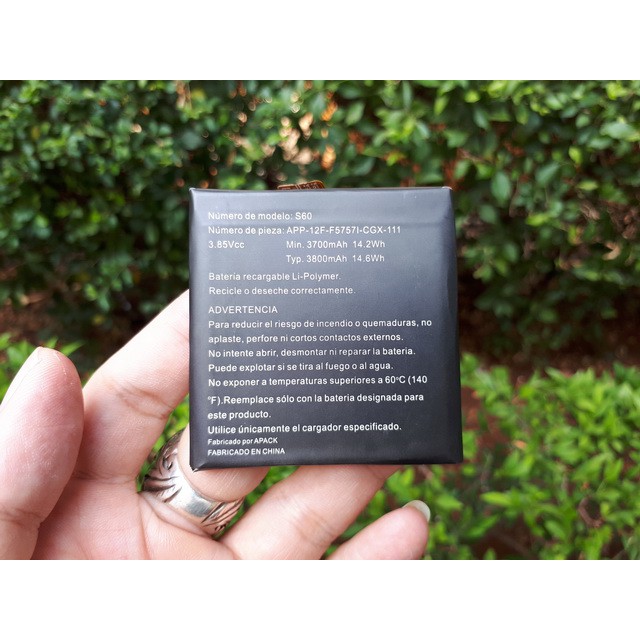 Número de modelo: S60
Número de pieza: APP-12F-F5757I-CGX-111
3.85Vcc Min. 3700mAh 14.2Wh
Typ. 3800mAh 14.6Wh
Batería recargable Li-Polymer.
Recicle o deseche correctamente.
ADVERTENCIA
Para reducir el riesgo de incendio o quemaduras, no
aplaste, perfore ni cortos contactos externos.
No intente abrir, desmontar ni reparar la bateria.
Puede explotar si se tira al fuego o al agua.
No exponer a temperaturas superiores a 60°C (140
°F).Reemplace sólo con la bateria designada para
este producto.
Utilice únicamente el cargador especificado.
Fabricado por APACK
FABRICADO EN CHINA